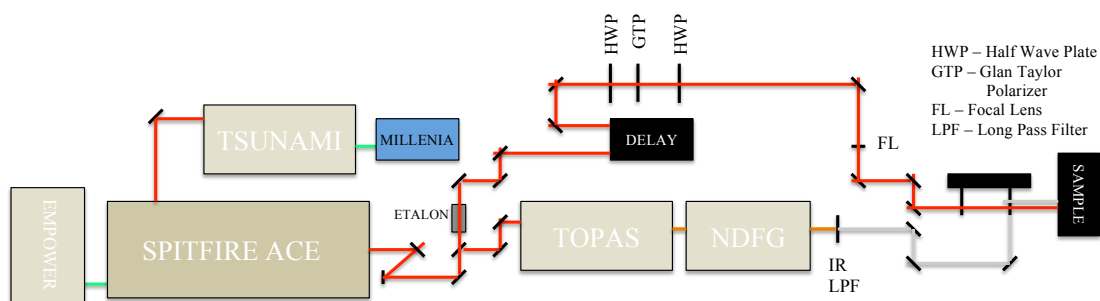 HWP
GTP
HWP
HWP – Half Wave Plate
GTP – Glan Taylor
Polarizer
FL – Focal Lens
LPF – Long Pass Filter
TSUNAMI
MILLENIA
DELAY
FL
EMPOWER
SPITFIRE ACE
ETALON
TOPAS
NDFG
IR
LPF
SAMPLE